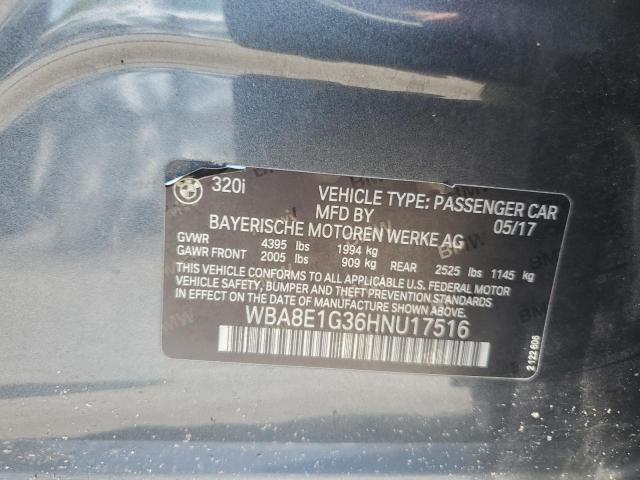 320i
VEHICLE TYPE: PASSENGER CAR
MFD BY 05/17
BAYERISCHE MOTOREN WERKE AG
GVWR 4395 lbs 1994 kg
GAWR FRONT 2005 lbs 909 kg REAR 2525 lbs 1145 kg
THIS VEHICLE CONFORMS TO ALL APPLICABLE U.S. FEDERAL MOTOR
VEHICLE SAFETY, BUMPER AND THEFT PREVENTION STANDARDS
IN EFFECT ON THE DATE OF MANUFACTURE SHOWN ABOVE.
WBA8E1G36HNU17516
2 122 606